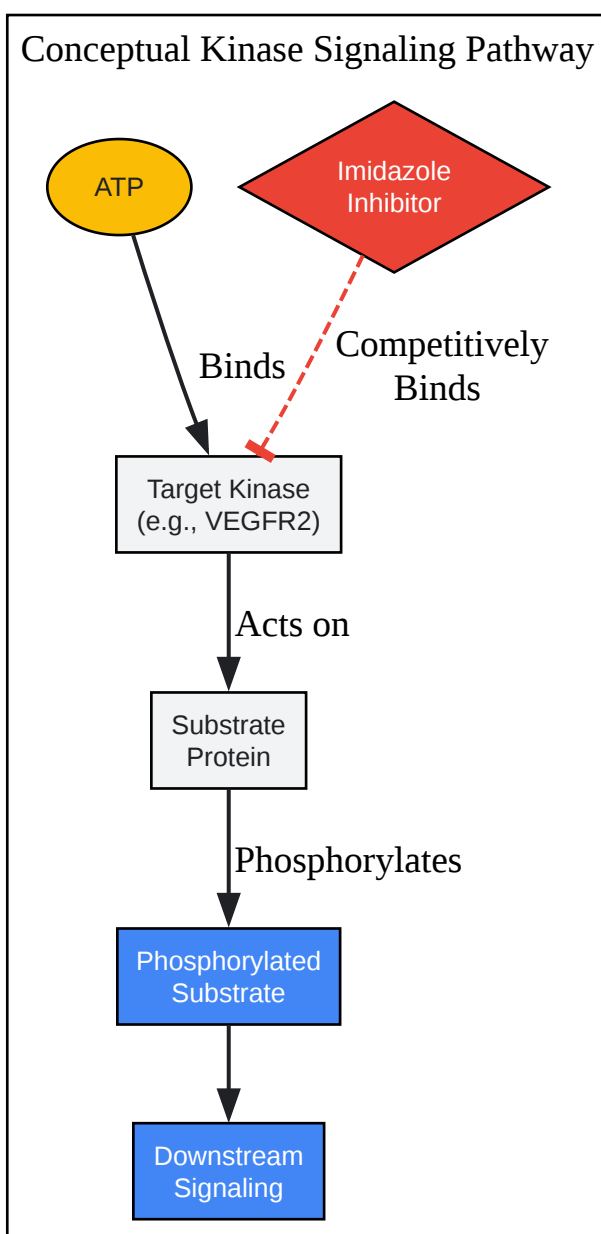 Conceptual Kinase Signaling Pathway
ATP
Imidazole
Inhibitor
Binds
Competitively
Binds
Target Kinase
(e.g., VEGFR2)
Acts on
Substrate
Protein
Phosphorylates
Phosphorylated
Substrate
Downstream
Signaling